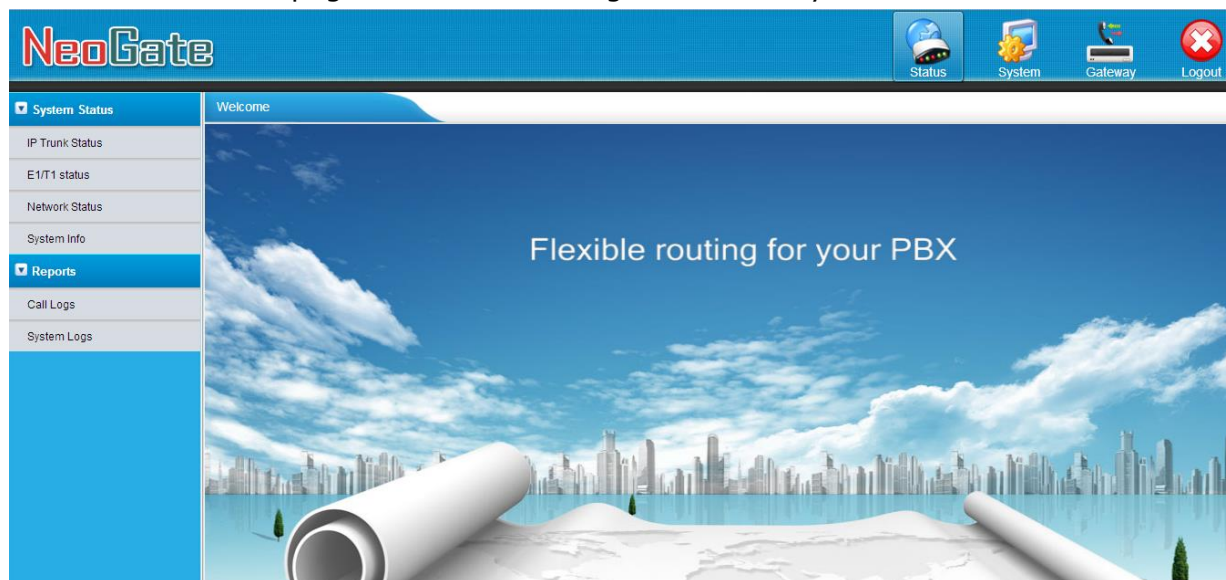 NeoGate
Status
System
Gateway
Logout
System Status
Welcome
IP Trunk Status
E1/T1 status
Network Status
System Info
Reports
Call Logs
System Logs
Flexible routing for your PBX